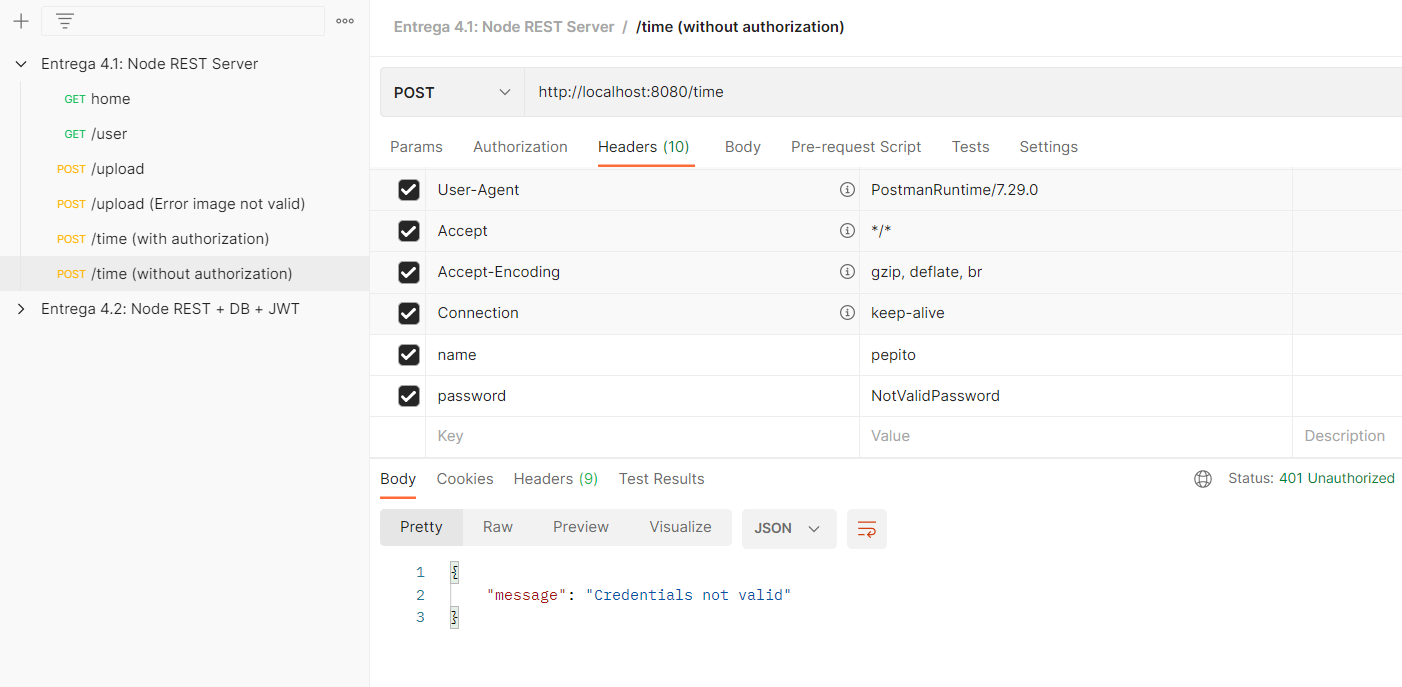 Entrega 4.1: Node REST Server
GET home
GET /user
POST /upload
POST /upload (Error image not valid)
POST /time (with authorization)
POST /time (without authorization)
Entrega 4.2: Node REST + DB + JWT
Entrega 4.1: Node REST Server / /time (without authorization)
POST http://localhost:8080/time
Params Authorization Headers (10) Body Pre-request Script Tests Settings
User-Agent PostmanRuntime/7.29.0
Accept */*
Accept-Encoding gzip, deflate, br
Connection keep-alive
name pepito
password NotValidPassword
Key Value Description
Body Cookies Headers (9) Test Results Status: 401 Unauthorized
Pretty Raw Preview Visualize JSON
1 {
2 "message": "Credentials not valid"
3 }